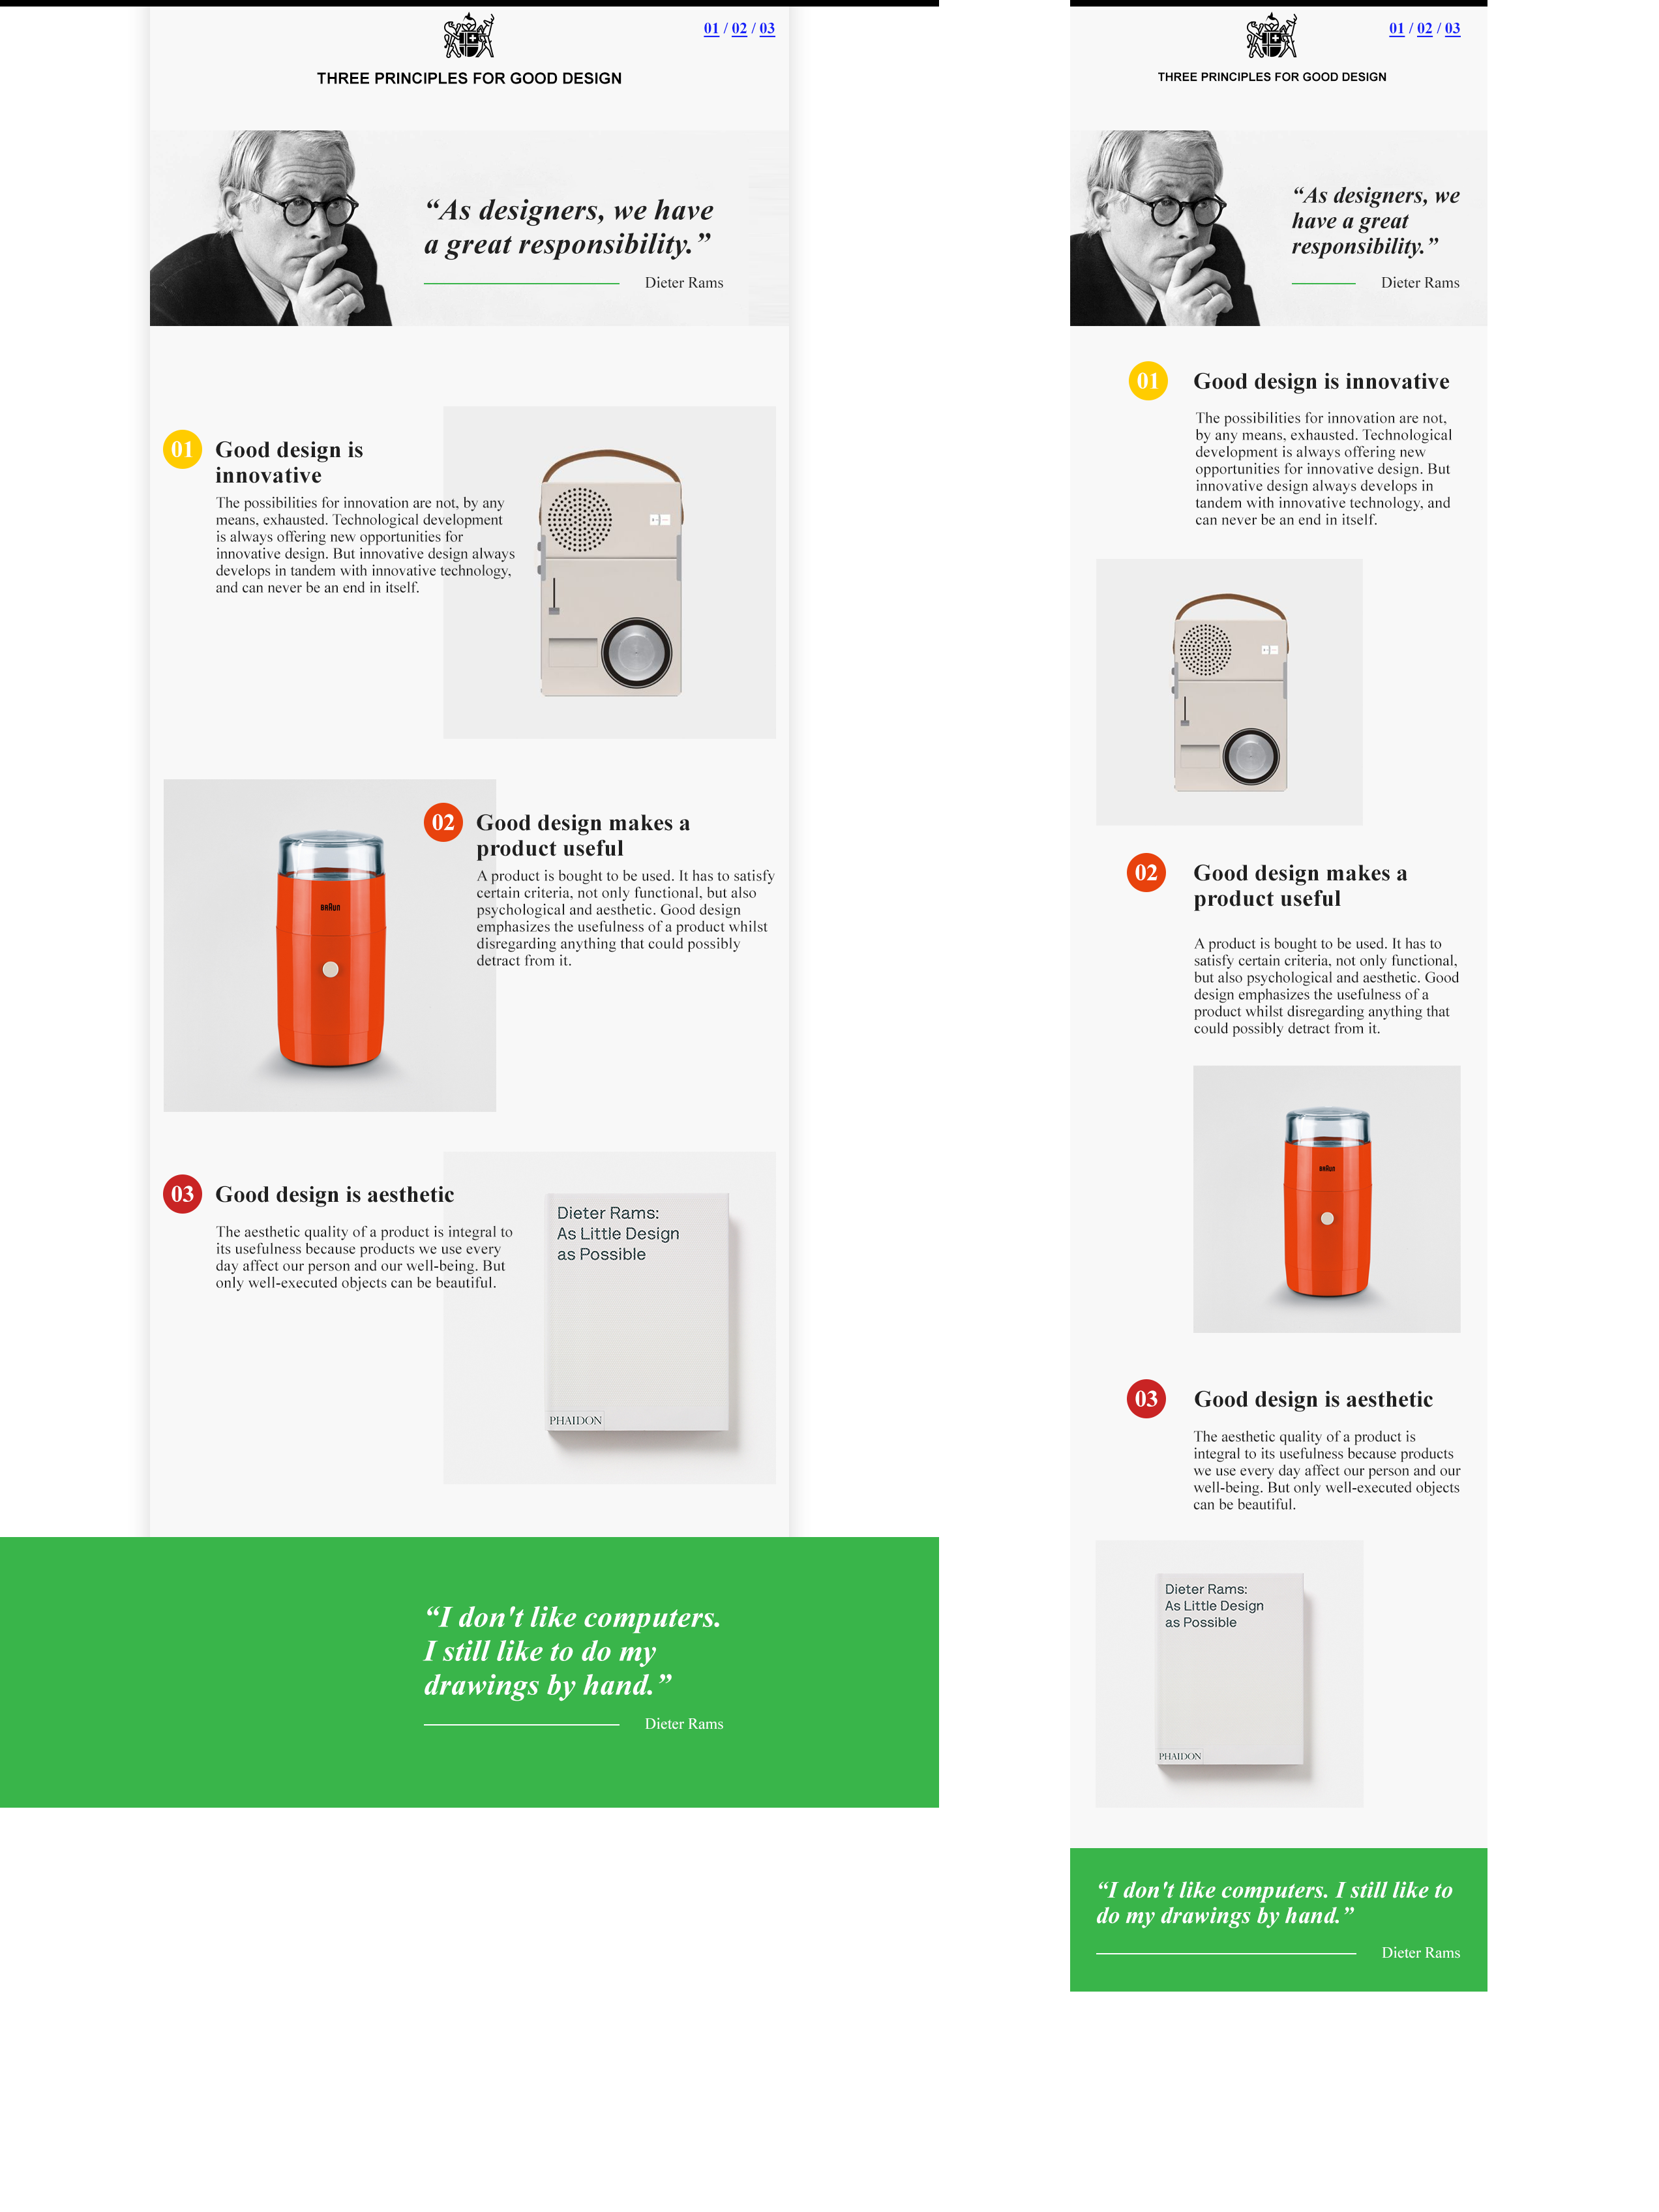 01 / 02 / 03
THREE PRINCIPLES FOR GOOD DESIGN
“As designers, we have
a great responsibility.”
Dieter Rams
01
Good design is
innovative
The possibilities for innovation are not, by any
means, exhausted. Technological development
is always offering new opportunities for
innovative design. But innovative design always
develops in tandem with innovative technology,
and can never be an end in itself.
02
Good design makes a
product useful
A product is bought to be used. It has to satisfy
certain criteria, not only functional, but also
psychological and aesthetic. Good design
emphasizes the usefulness of a product whilst
disregarding anything that could possibly
detract from it.
BRAUN
03
Good design is aesthetic
The aesthetic quality of a product is integral to
its usefulness because products we use every
day affect our person and our well-being. But
only well-executed objects can be beautiful.
Dieter Rams:
As Little Design
as Possible
PHAIDON
“I don't like computers.
I still like to do my
drawings by hand.”
Dieter Rams
01 / 02 / 03
THREE PRINCIPLES FOR GOOD DESIGN
“As designers, we
have a great
responsibility.”
Dieter Rams
01
Good design is innovative
The possibilities for innovation are not,
by any means, exhausted. Technological
development is always offering new
opportunities for innovative design. But
innovative design always develops in
tandem with innovative technology, and
can never be an end in itself.
02
Good design makes a
product useful
A product is bought to be used. It has to
satisfy certain criteria, not only functional,
but also psychological and aesthetic. Good
design emphasizes the usefulness of a
product whilst disregarding anything that
could possibly detract from it.
BRAUN
03
Good design is aesthetic
The aesthetic quality of a product is
integral to its usefulness because products
we use every day affect our person and our
well-being. But only well-executed objects
can be beautiful.
Dieter Rams:
As Little Design
as Possible
PHAIDON
“I don't like computers. I still like to
do my drawings by hand.”
Dieter Rams